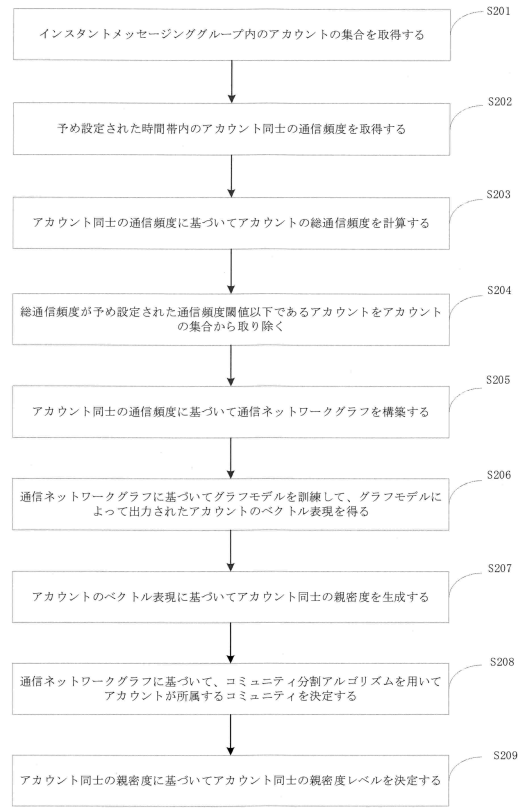 S201
インスタントメッセージンググループ内のアカウントの集合を取得する
S202
予め設定された時間帯内のアカウント同士の通信頻度を取得する
S203
アカウント同士の通信頻度に基づいてアカウントの総通信頻度を計算する
S204
総通信頻度が予め設定された通信頻度閾値以下であるアカウントをアカウント
の集合から取り除く
S205
アカウント同士の通信頻度に基づいて通信ネットワークグラフを構築する
S206
通信ネットワークグラフに基づいてグラフモデルを訓練して、グラフモデルに
よって出力されたアカウントのベクトル表現を得る
S207
アカウントのベクトル表現に基づいてアカウント同士の親密度を生成する
S208
通信ネットワークグラフに基づいて、コミュニティ分割アルゴリズムを用いて
アカウントが所属するコミュニティを決定する
S209
アカウント同士の親密度に基づいてアカウント同士の親密度レベルを決定する